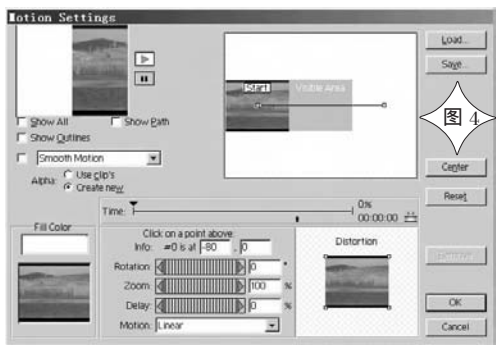 Motion Settings
Load...
Save...
Start
Visible Area
图 4
Show All
Show Path
Show Outlines
Smooth Motion
Alpha:
Use clip's
Create new
Center
Reset
Time:
0%
00:00:00
Fill Color
Click on a point above.
Info: #0 is at -80 , 0
Distortion
Rotation: 0 °
Zoom: 100 %
Delay: 0 %
Motion: Linear
OK
Cancel